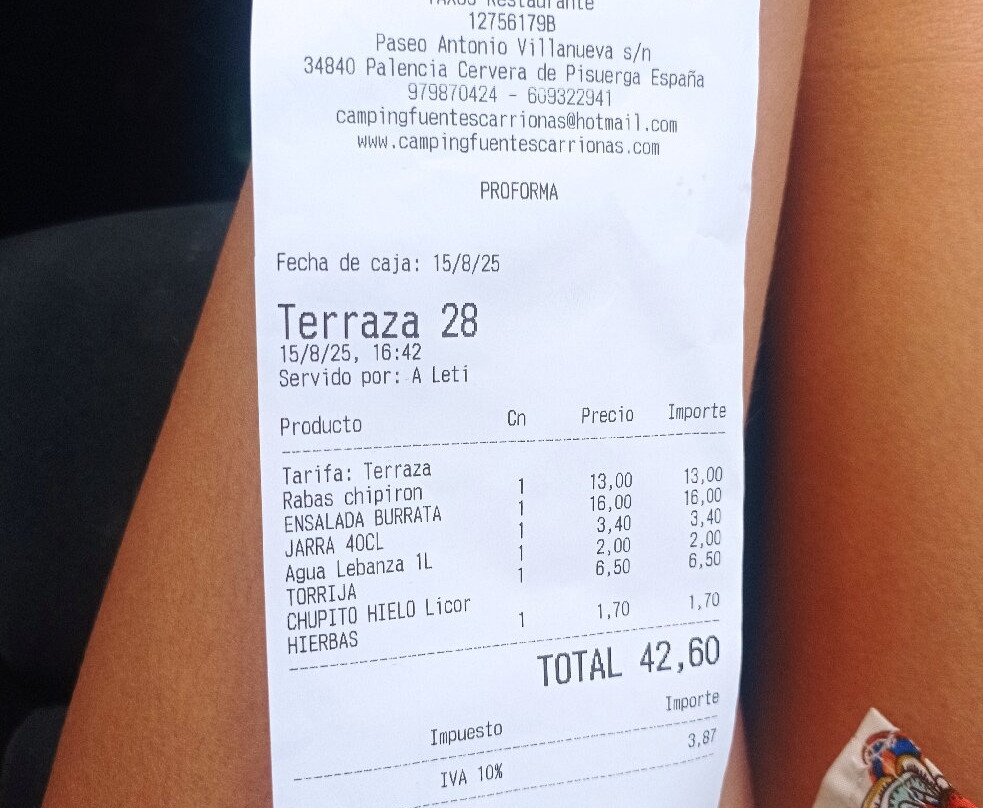 Restaurante
12756179B
Paseo Antonio Villanueva s/n
34840 Palencia Cervera de Pisuerga España
979870424 - 609322941
campingfuentescarrionas@hotmail.com
www.campingfuentescarrionas.com
PROFORMA
Fecha de caja: 15/8/25
Terraza 28
15/8/25, 16:42
Servido por: A Leti
Producto Cn Precio Importe
Tarifa: Terraza
Rabas chipiron 1 13,00 13,00
ENSALADA BURRATA 1 16,00 16,00
JARRA 40CL 1 3,40 3,40
Agua Lebanza 1L 1 2,00 2,00
TORRIJA 1 6,50 6,50
CHUPITO HIELO Licor 1 1,70 1,70
HIERBAS
TOTAL 42,60
Impuesto Importe
IVA 10% 3,87